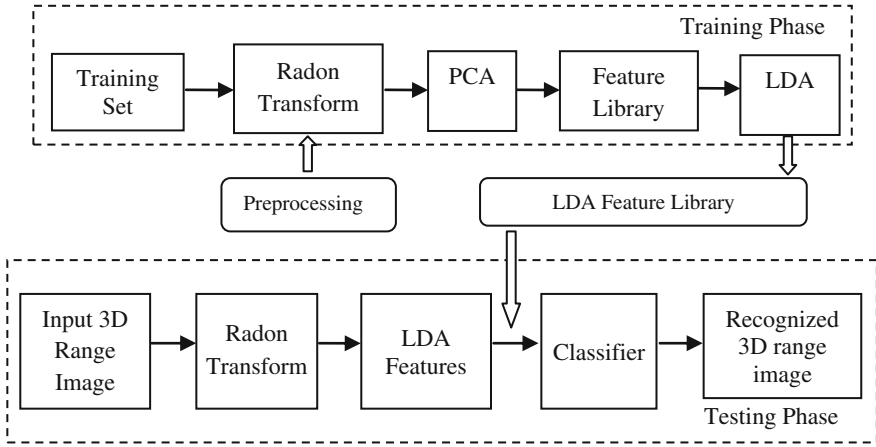 Training Phase
Training
Set
Radon
Transform
PCA
Feature
Library
LDA
Preprocessing
LDA Feature Library
Input 3D
Range
Image
Radon
Transform
LDA
Features
Classifier
Recognized
3D range
image
Testing Phase